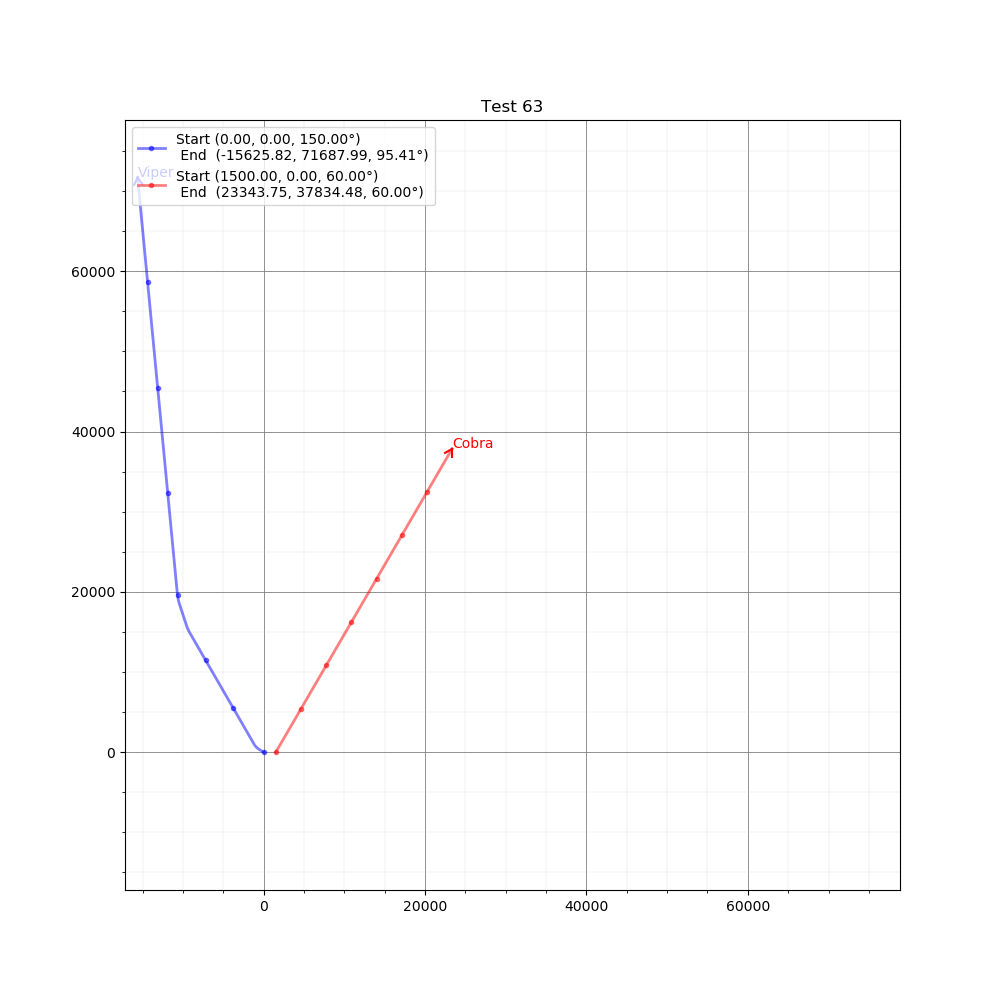 Test 63
Start (0.00, 0.00, 150.00°)
End (-15625.82, 71687.99, 95.41°)
Viper
Start (1500.00, 0.00, 60.00°)
End (23343.75, 37834.48, 60.00°)
60000
40000
Cobra
20000
0
0 20000 40000 60000